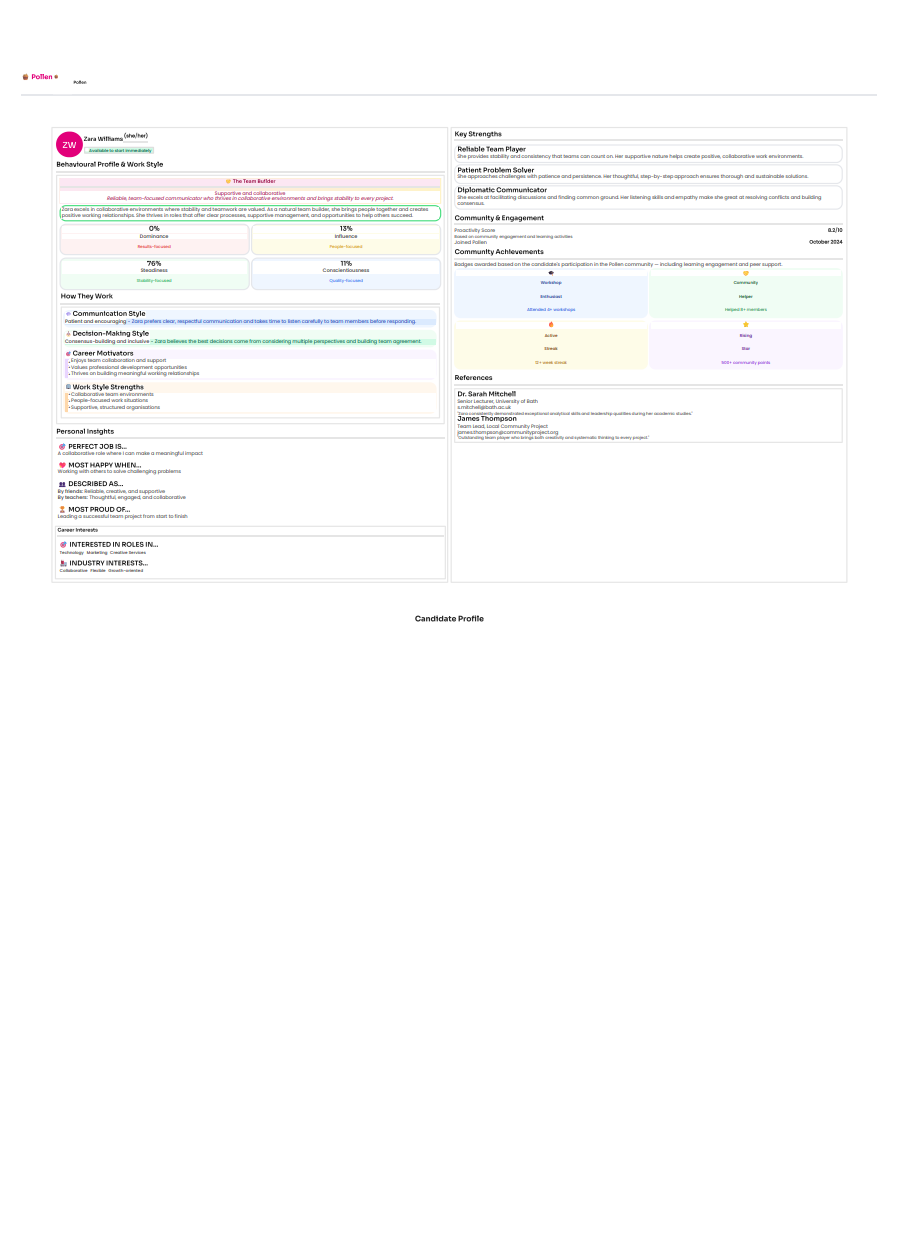 Pollen
Pollen
ZW
Zara Williams (she/her)
Available to start immediately
Behavioural Profile & Work Style
The Team Builder
Supportive and collaborative
Reliable, team-focused communicator who thrives in collaborative environments and brings stability to every project.
Zara excels in collaborative environments where stability and teamwork are valued. As a natural team builder, she brings people together and creates
positive working relationships. She thrives in roles that offer clear processes, supportive management, and opportunities to help others succeed.
0%
Dominance
Results-focused
13%
Influence
People-focused
76%
Steadiness
Stability-focused
11%
Conscientiousness
Quality-focused
How They Work
Communication Style
Patient and encouraging - Zara prefers clear, respectful communication and takes time to listen carefully to team members before responding.
Decision-Making Style
Consensus-building and inclusive - Zara believes the best decisions come from considering multiple perspectives and building team agreement.
Career Motivators
• Enjoys team collaboration and support
• Values professional development opportunities
• Thrives on building meaningful working relationships
Work Style Strengths
• Collaborative team environments
• People-focused work situations
• Supportive, structured organisations
Personal Insights
PERFECT JOB IS...
A collaborative role where I can make a meaningful impact
MOST HAPPY WHEN...
Working with others to solve challenging problems
DESCRIBED AS...
By friends: Reliable, creative, and supportive
By teachers: Thoughtful, engaged, and collaborative
MOST PROUD OF...
Leading a successful team project from start to finish
Career Interests
INTERESTED IN ROLES IN...
Technology Marketing Creative Services
INDUSTRY INTERESTS...
Collaborative Flexible Growth-oriented
Key Strengths
Reliable Team Player
She provides stability and consistency that teams can count on. Her supportive nature helps create positive, collaborative work environments.
Patient Problem Solver
She approaches challenges with patience and persistence. Her thoughtful, step-by-step approach ensures thorough and sustainable solutions.
Diplomatic Communicator
She excels at facilitating discussions and finding common ground. Her listening skills and empathy make she great at resolving conflicts and building
consensus.
Community & Engagement
Proactivity Score 8.2/10
Based on community engagement and learning activities
Joined Pollen October 2024
Community Achievements
Badges awarded based on the candidate's participation in the Pollen community — including learning engagement and peer support.
Workshop
Enthusiast
Attended 4+ workshops
Community
Helper
Helped 5+ members
Active
Streak
12+ week streak
Rising
Star
500+ community points
References
Dr. Sarah Mitchell
Senior Lecturer, University of Bath
s.mitchell@bath.ac.uk
"Zara consistently demonstrated exceptional analytical skills and leadership qualities during her academic studies"
James Thompson
Team Lead, Local Community Project
james.thompson@communityproject.org
"Outstanding team player who brings both creativity and systematic thinking to every project."
Candidate Profile